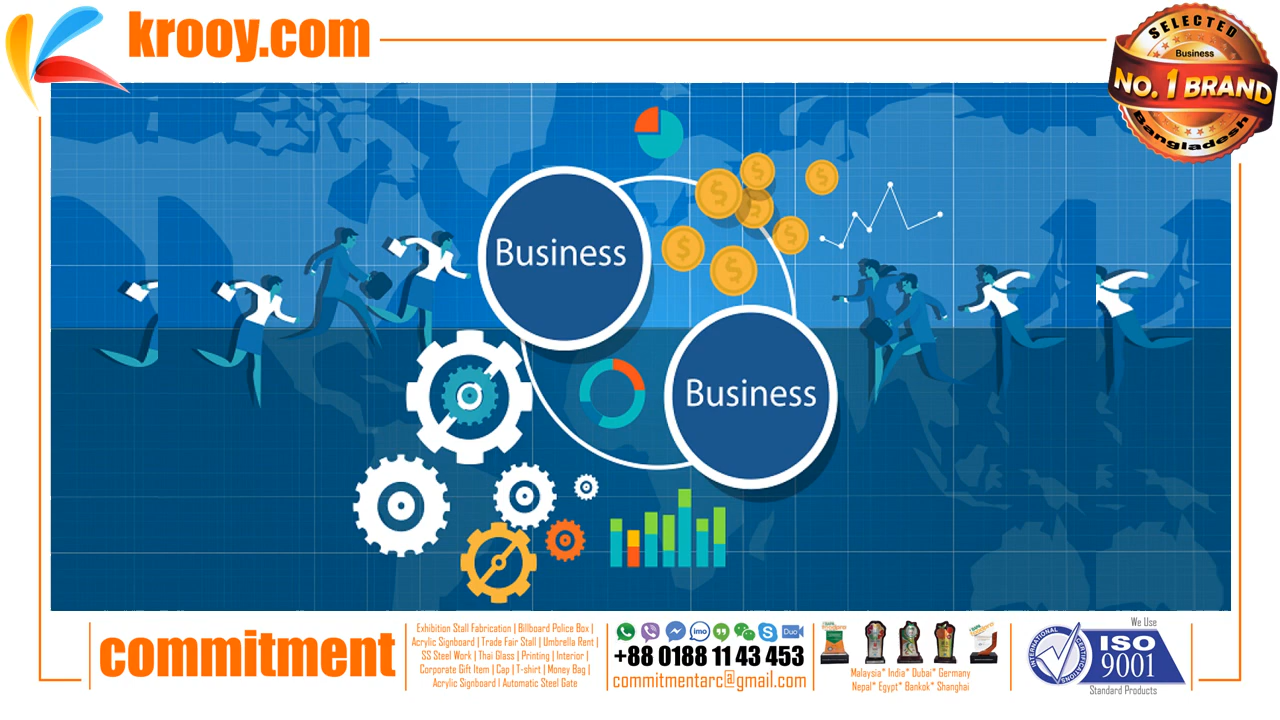 krooy.com
SELECTED
Business
NO. 1 BRAND
Bangladesh
Business
Business
commitment
Exhibition Stall Fabrication | Billboard Police Box |
Acrylic Signboard | Trade Fair Stall | Umbrella Rent |
SS Steel Work | Thai Glass | Printing | Interior |
Corporate Gift Item | Cap | T-shirt | Money Bag |
Acrylic Signboard I Automatic Steel Gate
imo
Duo
+88 0188 11 43 453
commitmentarc@gmail.com
Malaysia* India* Dubai* Germany
Nepal* Egypt* Bankok* Shanghai
We Use
INTERNATIONAL
CERTIFICATIONS
ISO
9001
Standard Products